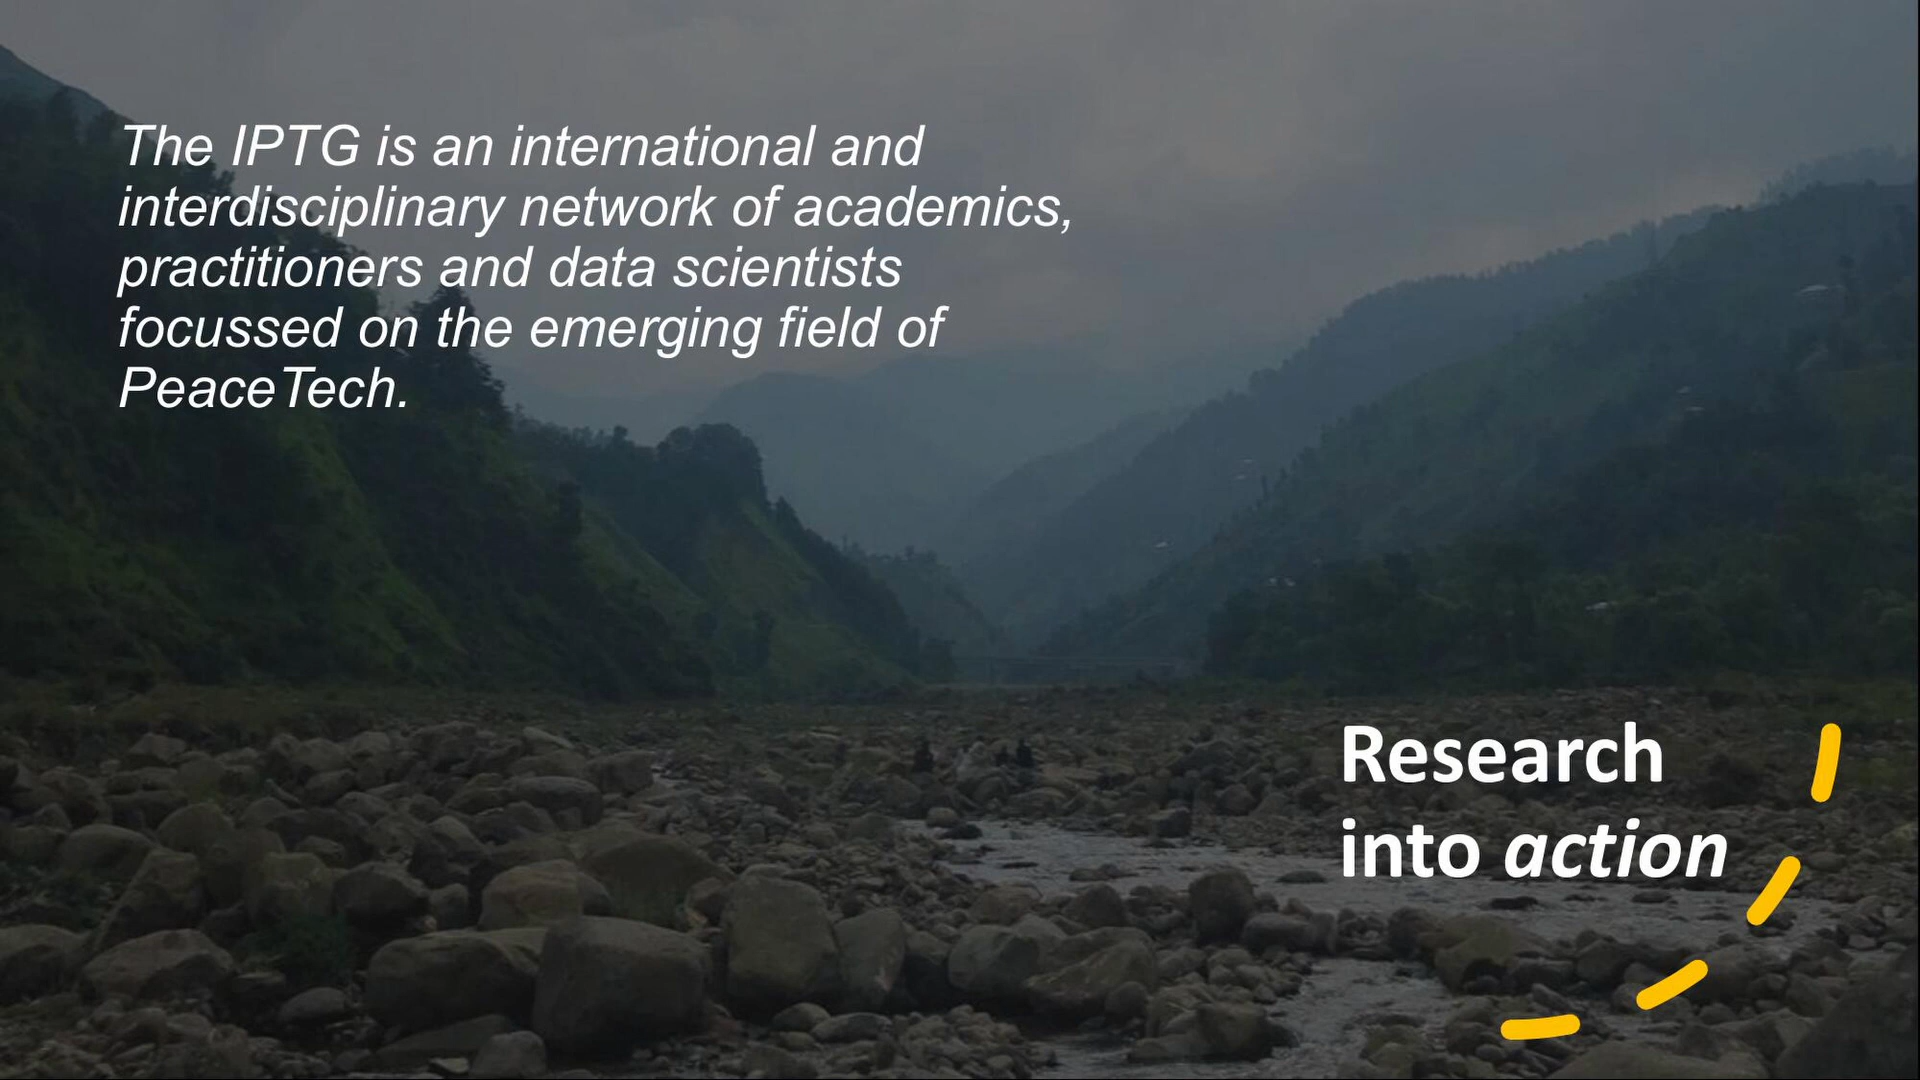 The IPTG is an international and
interdisciplinary network of academics,
practitioners and data scientists
focussed on the emerging field of
PeaceTech.
Research
into action